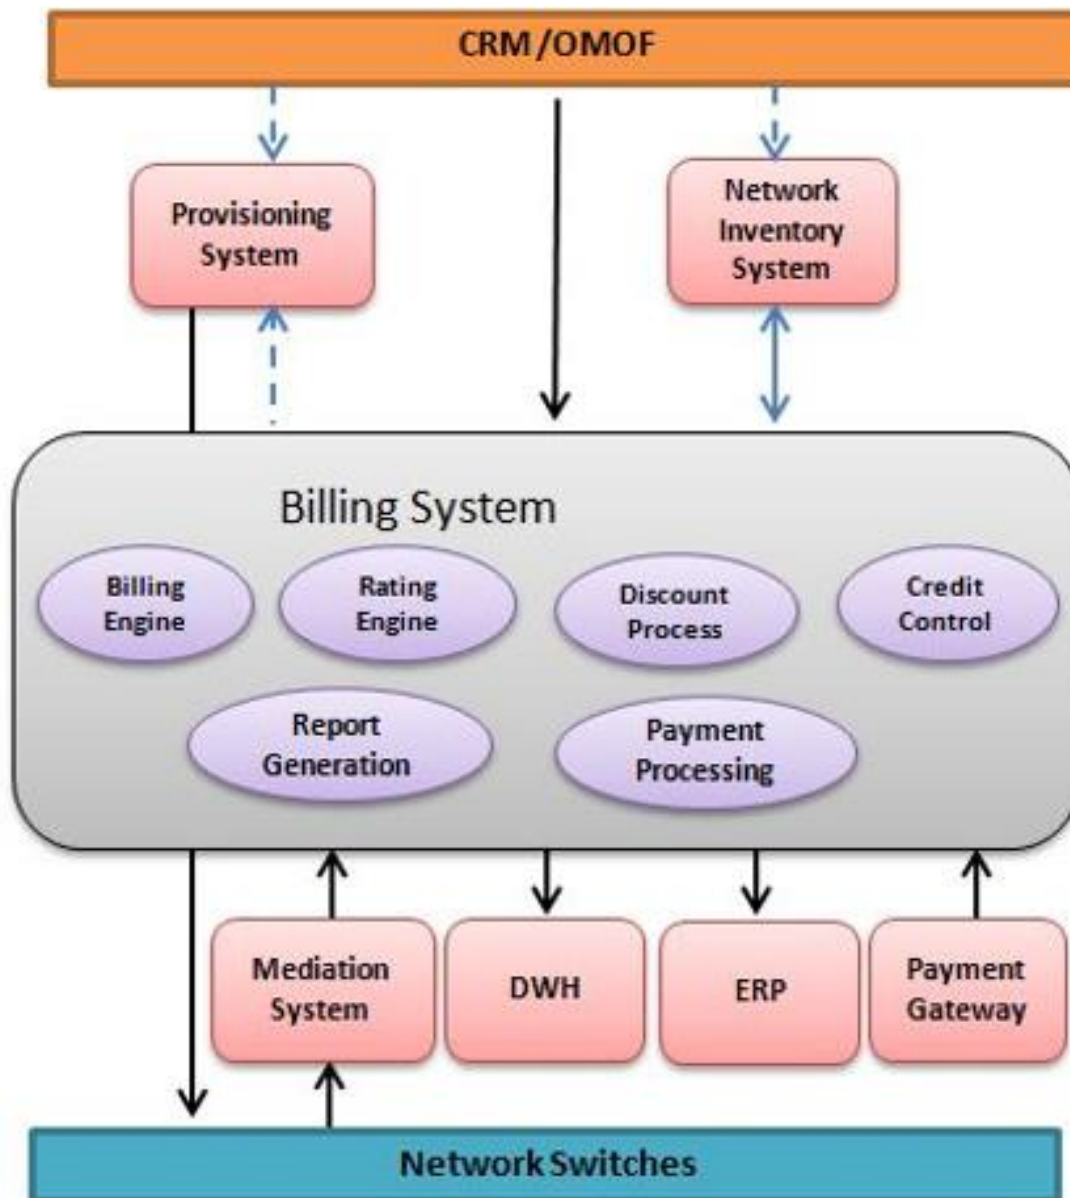 CRM/OMOF
Provisioning
System
Network
Inventory
System
Billing System
Billing
Engine
Rating
Engine
Discount
Process
Credit
Control
Report
Generation
Payment
Processing
Mediation
System
DWH
ERP
Payment
Gateway
Network Switches